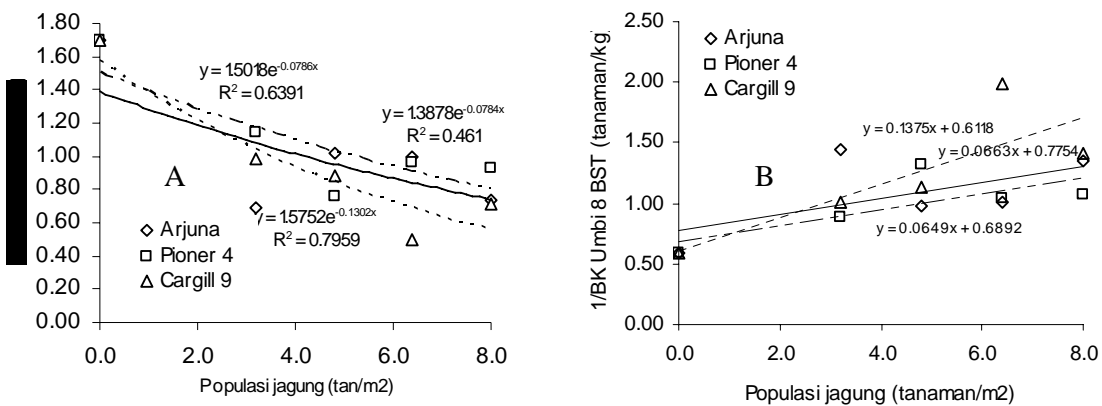 1.80
1.60
1.40
1.20
1.00
0.80
0.60
0.40
0.20
0.00
y = 1.5018e^-0.0786x
R² = 0.6391
y = 1.3878e^-0.0784x
R² = 0.461
A
y = 1.5752e^-0.1302x
R² = 0.7959
Arjuna
Pioner 4
Cargill 9
0.0 2.0 4.0 6.0 8.0
Populasi jagung (tan/m2)
1/BK Umbi 8 BST (tanaman/kg)
2.50
2.00
1.50
1.00
0.50
0.00
Arjuna
Pioner 4
Cargill 9
y = 0.1375x + 0.6118
y = 0.0663x + 0.7754
B
y = 0.0649x + 0.6892
0.0 2.0 4.0 6.0 8.0
Populasi jagung (tanaman/m2)